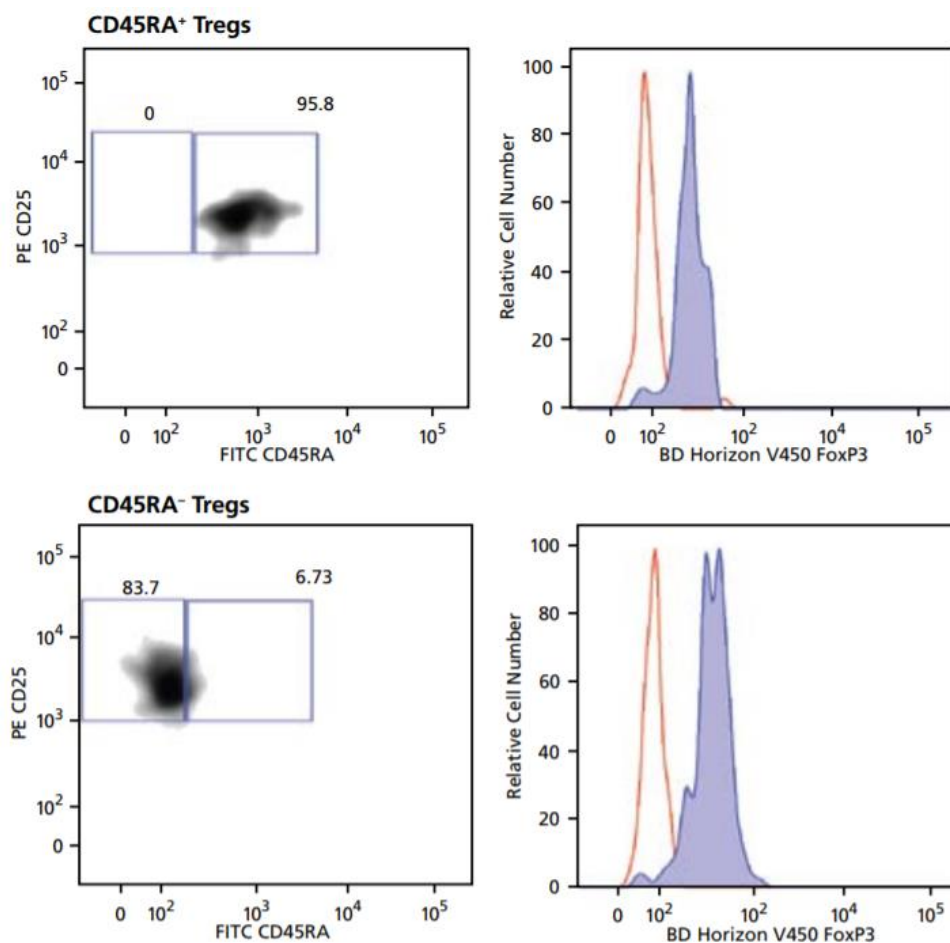 CD45RA⁺ Tregs
0
95.8
10⁵
10⁴
10³
10²
0
PE CD25
0 10² 10³ 10⁴ 10⁵
FITC CD45RA
100
80
60
40
20
0
Relative Cell Number
0 10² 10² 10⁴ 10⁵
BD Horizon V450 FoxP3
CD45RA⁻ Tregs
83.7
6.73
10⁵
10⁴
10³
10²
0
PE CD25
0 10² 10³ 10⁴ 10⁵
FITC CD45RA
100
80
60
40
20
0
Relative Cell Number
0 10² 10² 10⁴ 10⁵
BD Horizon V450 FoxP3